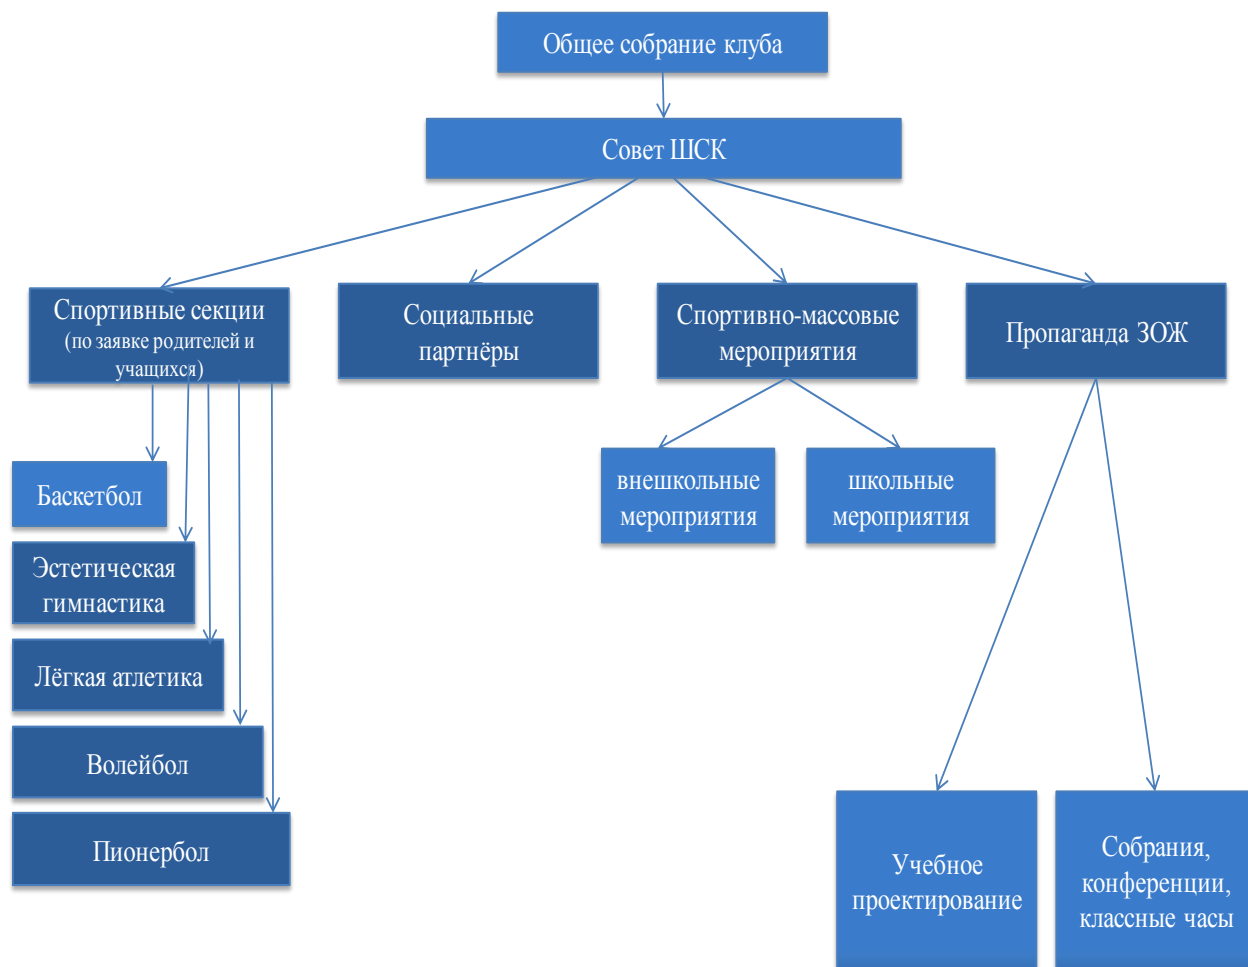 Общее собрание клуба
Совет ШСК
Спортивные секции
(по заявке родителей и
учащихся)
Социальные
партнёры
Спортивно-массовые
мероприятия
Пропаганда ЗОЖ
Баскетбол
Эстетическая
гимнастика
Лёгкая атлетика
Волейбол
Пионербол
внешкольные
мероприятия
школьные
мероприятия
Учебное
проектирование
Собрания,
конференции,
классные часы